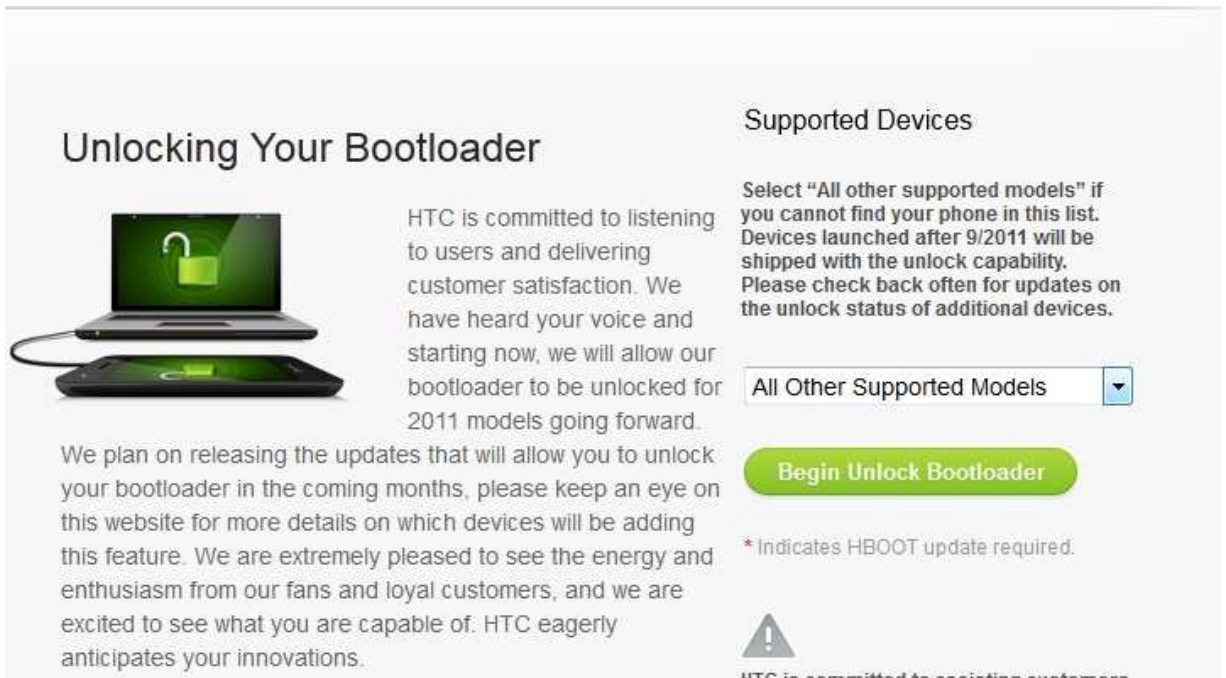 Unlocking Your Bootloader
HTC is committed to listening
to users and delivering
customer satisfaction. We
have heard your voice and
starting now, we will allow our
bootloader to be unlocked for
2011 models going forward.
We plan on releasing the updates that will allow you to unlock
your bootloader in the coming months, please keep an eye on
this website for more details on which devices will be adding
this feature. We are extremely pleased to see the energy and
enthusiasm from our fans and loyal customers, and we are
excited to see what you are capable of. HTC eagerly
anticipates your innovations.
Supported Devices
Select “All other supported models” if
you cannot find your phone in this list.
Devices launched after 9/2011 will be
shipped with the unlock capability.
Please check back often for updates on
the unlock status of additional devices.
All Other Supported Models
Begin Unlock Bootloader
* Indicates HBOOT update required.
HTC is committed to assisting customers